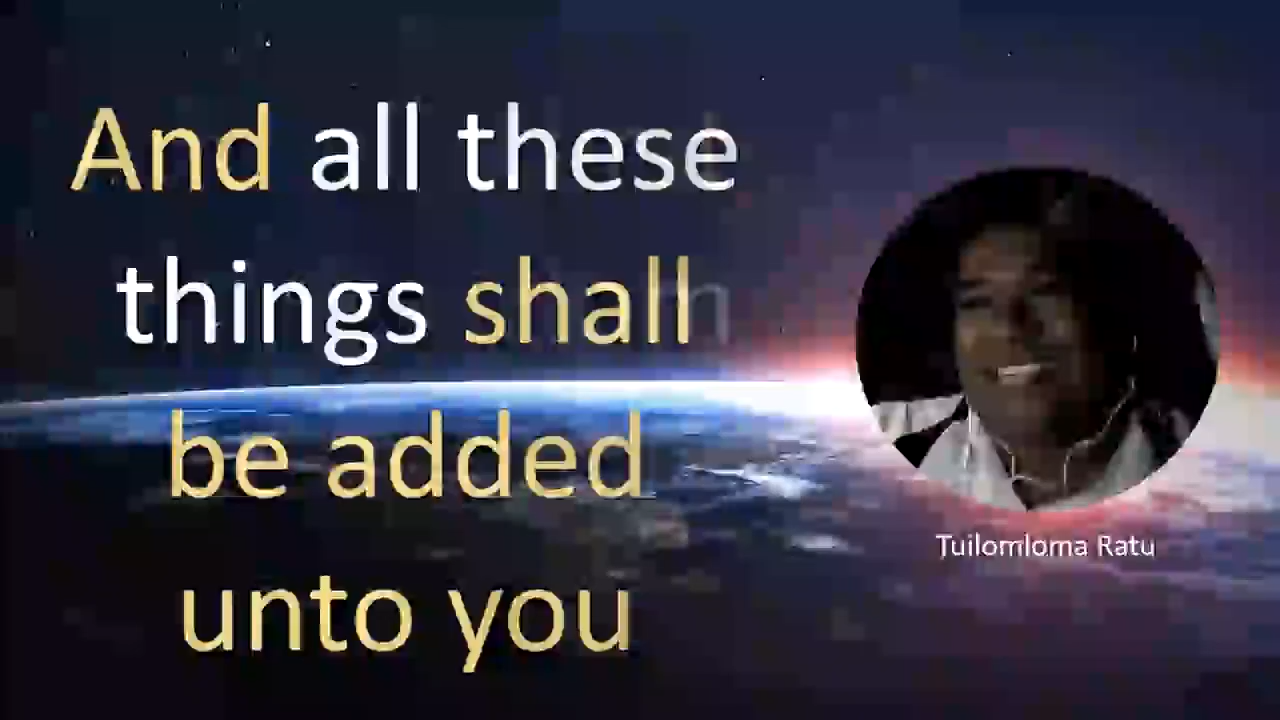 And all these
things shall
be added
unto you
Tuilomloma Ratu